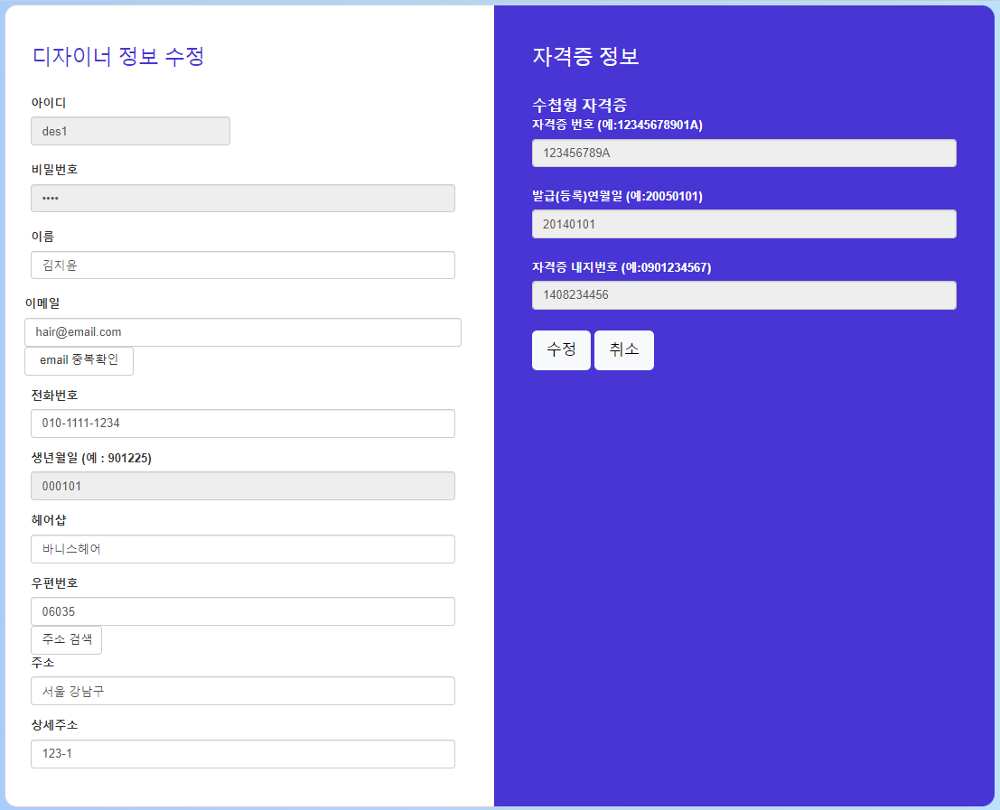 디자이너 정보 수정
아이디
des1
비밀번호
••••
이름
김지윤
이메일
hair@email.com
email 중복확인
전화번호
010-1111-1234
생년월일 (예 : 901225)
000101
헤어샵
바니스헤어
우편번호
06035
주소 검색
주소
서울 강남구
상세주소
123-1
자격증 정보
수첩형 자격증
자격증 번호 (예:12345678901A)
123456789A
발급(등록)연월일 (예:20050101)
20140101
자격증 내지번호 (예:0901234567)
1408234456
수정 취소